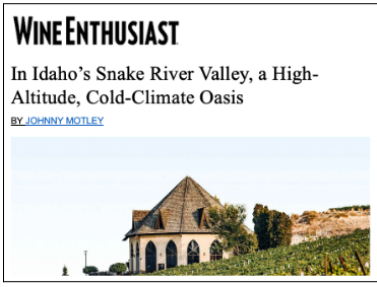 WINE ENTHUSIAST
In Idaho's Snake River Valley, a High-
Altitude, Cold-Climate Oasis
BY JOHNNY MOTLEY